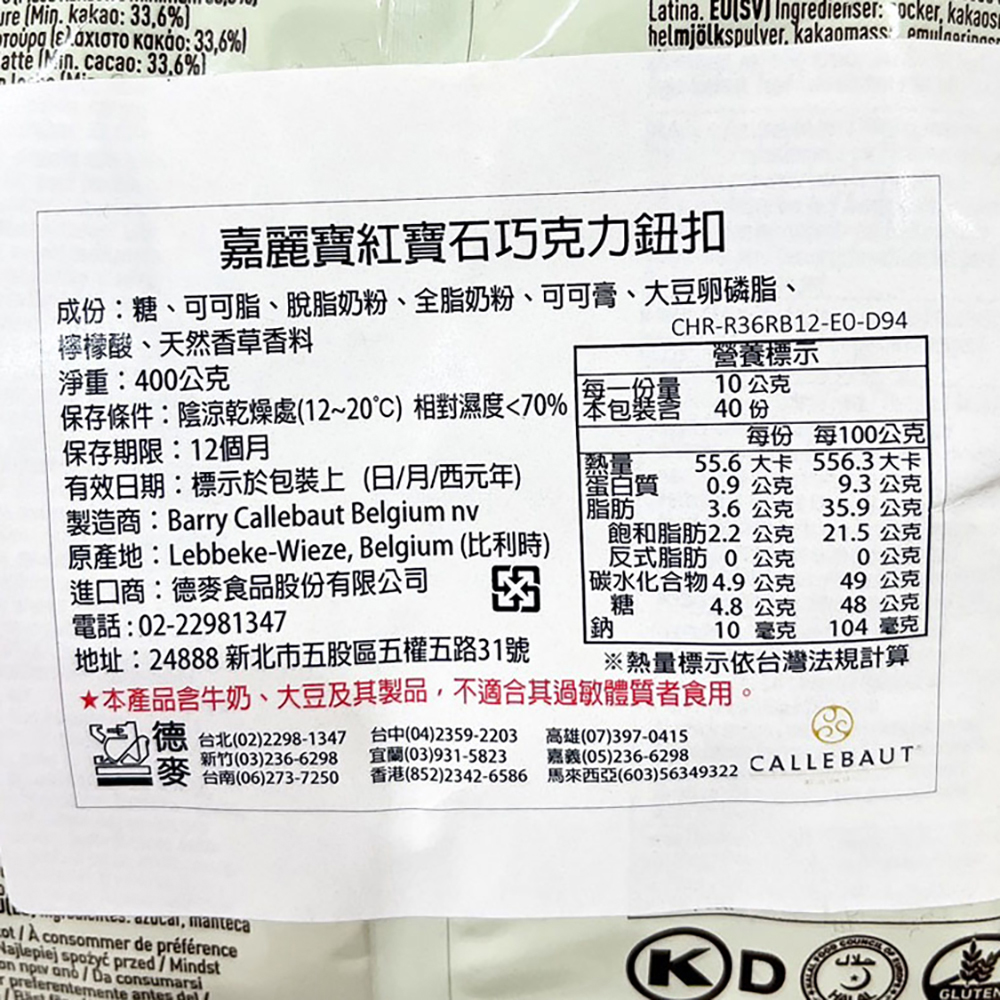 (Min. kakao: 33,6%)
(ελάχιστο κακάο: 33,6%)
(Min. cacao: 33,6%)
Latina. EU(SV) Ingredienser:
helmjölkspulver, kakaomassa
嘉麗寶紅寶石巧克力鈕扣
成份：糖、可可脂、脫脂奶粉、全脂奶粉、可可膏、大豆卵磷脂、
檸檬酸、天然香草香料
CHR-R36RB12-E0-D94
淨重：400公克
保存條件：陰涼乾燥處(12~20℃) 相對濕度<70%
保存期限：12個月
有效日期：標示於包裝上 (日/月/西元年)
製造商：Barry Callebaut Belgium nv
原產地：Lebbeke-Wieze, Belgium (比利時)
進口商：德麥食品股份有限公司
電話:02-22981347
地址：24888 新北市五股區五權五路31號
營養標示
每一份量 10 公克
本包裝含 40 份
每份 每100公克
熱量 55.6 大卡 556.3 大卡
蛋白質 0.9 公克 9.3 公克
脂肪 3.6 公克 35.9 公克
飽和脂肪 2.2 公克 21.5 公克
反式脂肪 0 公克 0 公克
碳水化合物 4.9 公克 49 公克
糖 4.8 公克 48 公克
鈉 10 毫克 104 毫克
※熱量標示依台灣法規計算
★本產品含牛奶、大豆及其製品，不適合其過敏體質者食用。
德麥
台北(02)2298-1347 台中(04)2359-2203 高雄(07)397-0415
新竹(03)236-6298 宜蘭(03)931-5823 嘉義(05)236-6298
台南(06)273-7250 香港(852)2342-6586 馬來西亞(603)56349322
CALLEBAUT
azúcar, manteca
/ À consommer de préférence
Najlepiej spożyć przed / Mindst
πριν από / Da consumarsi
preferentemente antes del /
K D